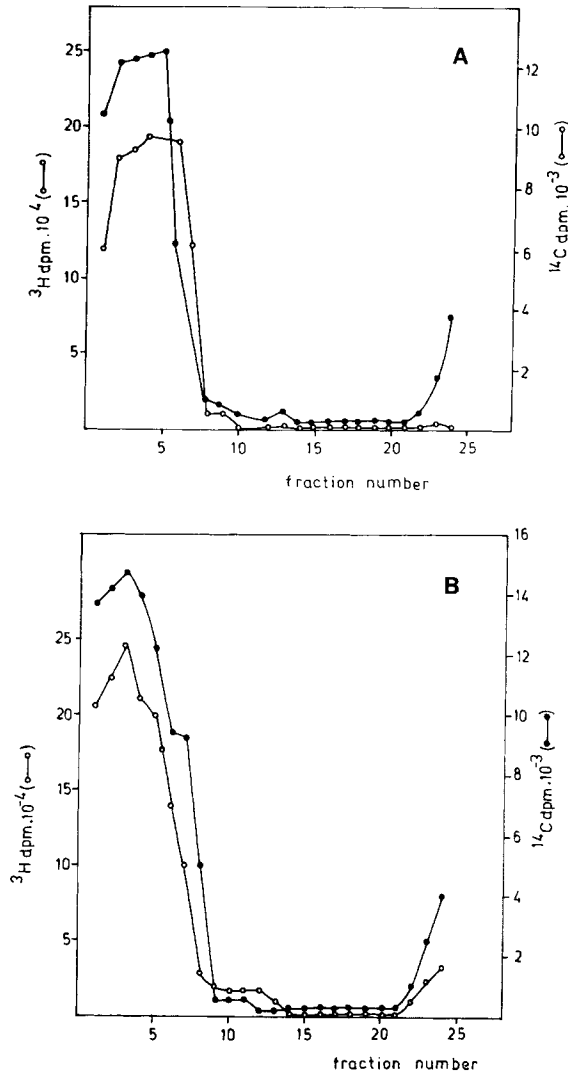 A
25
20
15
10
5
³H dpm.10⁻⁴ (●—●)
12
10
8
6
4
2
¹⁴C dpm.10⁻³ (○—○)
5 10 15 20 25
fraction number
B
25
20
15
10
5
³H dpm.10⁻⁴ (○—○)
16
14
12
10
8
6
4
2
¹⁴C dpm.10⁻³ (●—●)
5 10 15 20 25
fraction number